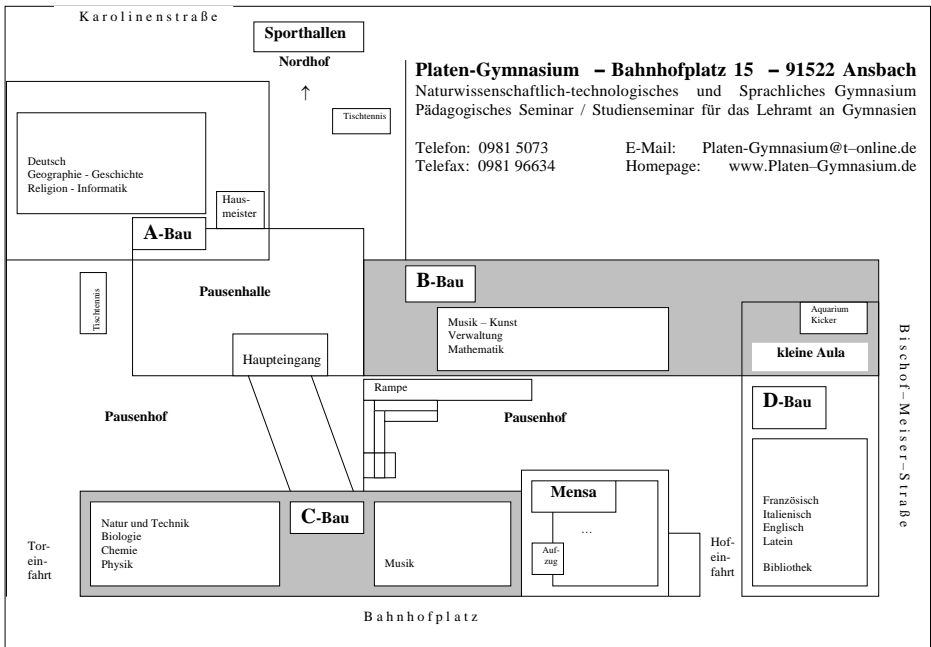 Karolinenstraße
Sporthallen
Nordhof
↑
Tischtennis
Platen-Gymnasium – Bahnhofplatz 15 – 91522 Ansbach
Naturwissenschaftlich-technologisches und Sprachliches Gymnasium
Pädagogisches Seminar / Studienseminar für das Lehramt an Gymnasien
Telefon: 0981 5073 E-Mail: Platen-Gymnasium@t–online.de
Telefax: 0981 96634 Homepage: www.Platen–Gymnasium.de
Deutsch
Geographie - Geschichte
Religion - Informatik
Haus-
meister
A-Bau
Tischtennis
Pausenhalle
Haupteingang
B-Bau
Musik – Kunst
Verwaltung
Mathematik
Aquarium
Kicker
kleine Aula
Bischof–Meiser–Straße
Rampe
Pausenhof
Pausenhof
D-Bau
Französisch
Italienisch
Englisch
Latein
Bibliothek
C-Bau
Natur und Technik
Biologie
Chemie
Physik
Musik
Mensa
...
Auf-
zug
Tor-
ein-
fahrt
Hof-
ein-
fahrt
Bahnhofplatz